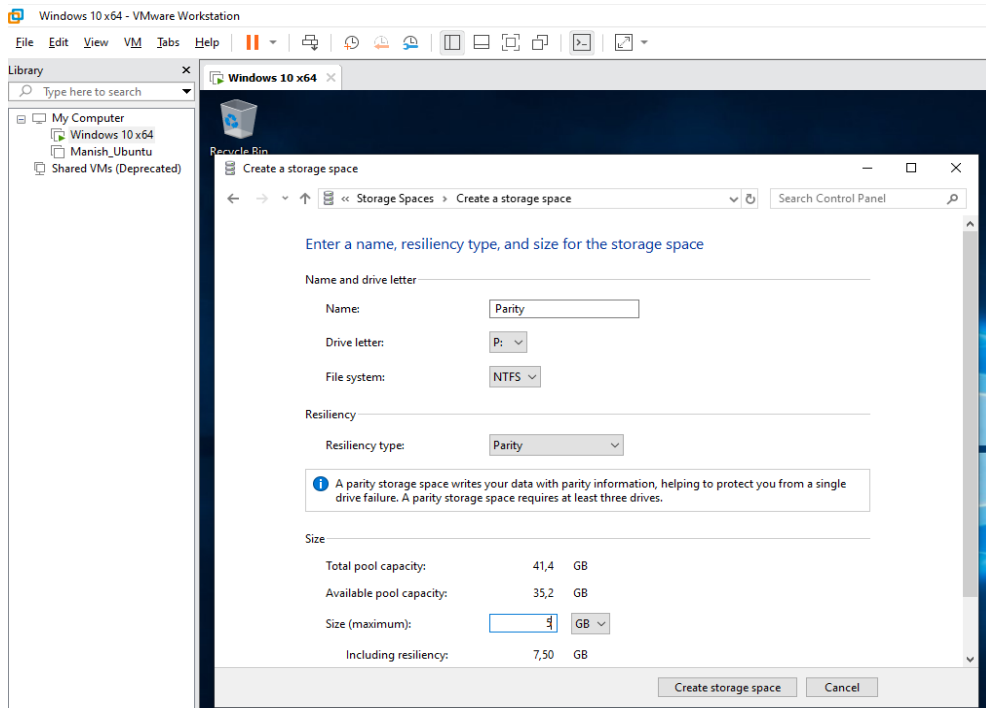 Windows 10 x64 - VMware Workstation
File Edit View VM Tabs Help
Library
Type here to search
My Computer
Windows 10 x64
Manish_Ubuntu
Shared VMs (Deprecated)
Windows 10 x64
Recycle Bin
Create a storage space
« Storage Spaces › Create a storage space
Search Control Panel
Enter a name, resiliency type, and size for the storage space
Name and drive letter
Name: Parity
Drive letter: P:
File system: NTFS
Resiliency
Resiliency type: Parity
A parity storage space writes your data with parity information, helping to protect you from a single
drive failure. A parity storage space requires at least three drives.
Size
Total pool capacity: 41,4 GB
Available pool capacity: 35,2 GB
Size (maximum): 5 GB
Including resiliency: 7,50 GB
Create storage space Cancel